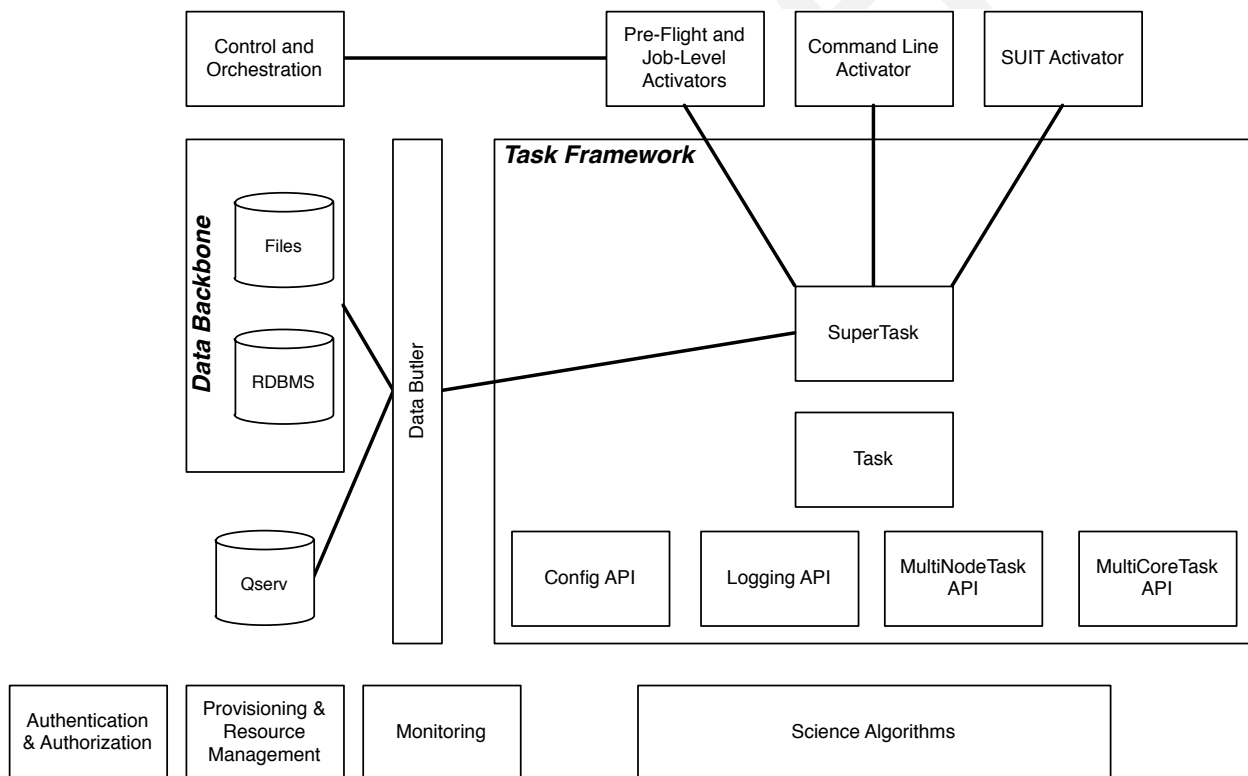 Control and
Orchestration
Pre-Flight and
Job-Level
Activators
Command Line
Activator
SUIT Activator
Task Framework
Data Backbone
Files
RDBMS
Data Butler
SuperTask
Task
Qserv
Config API
Logging API
MultiNodeTask
API
MultiCoreTask
API
Authentication
& Authorization
Provisioning &
Resource
Management
Monitoring
Science Algorithms